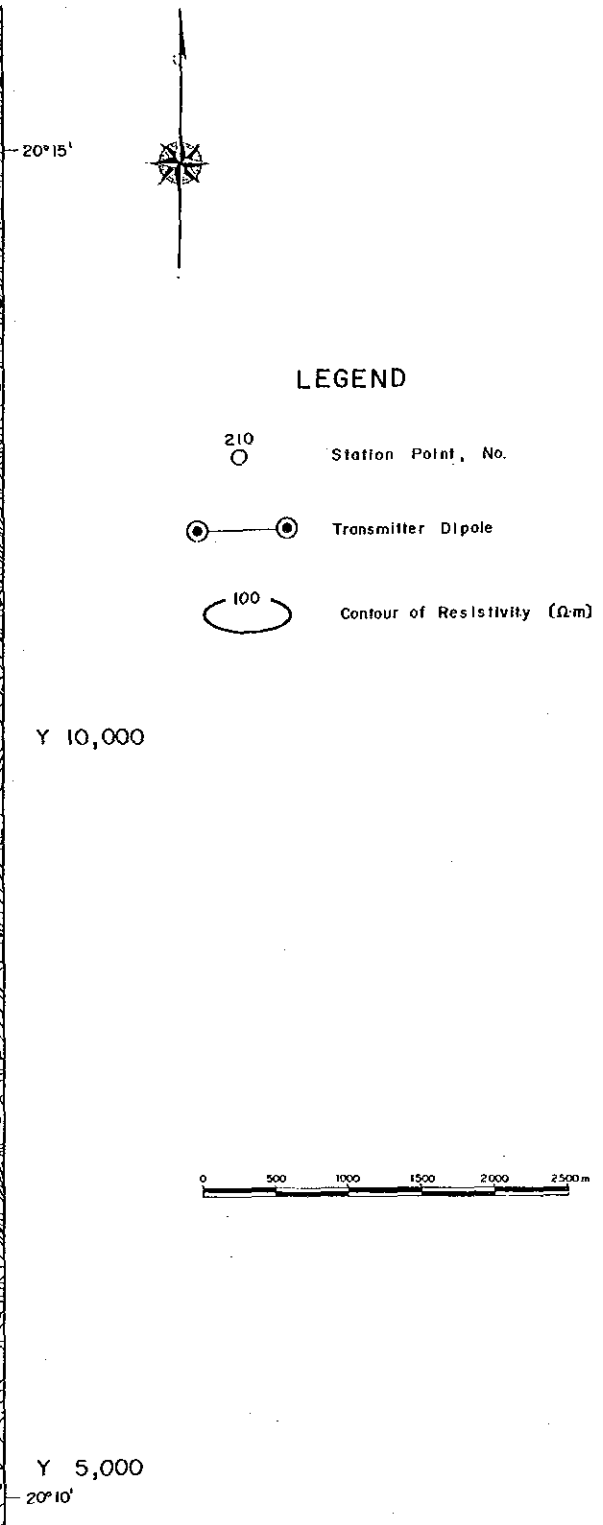 20°15'
LEGEND
210
Station Point, No.
Transmitter Dipole
100
Contour of Resistivity (Ω·m)
Y 10,000
0 500 1000 1500 2000 2500m
Y 5,000
20°10'